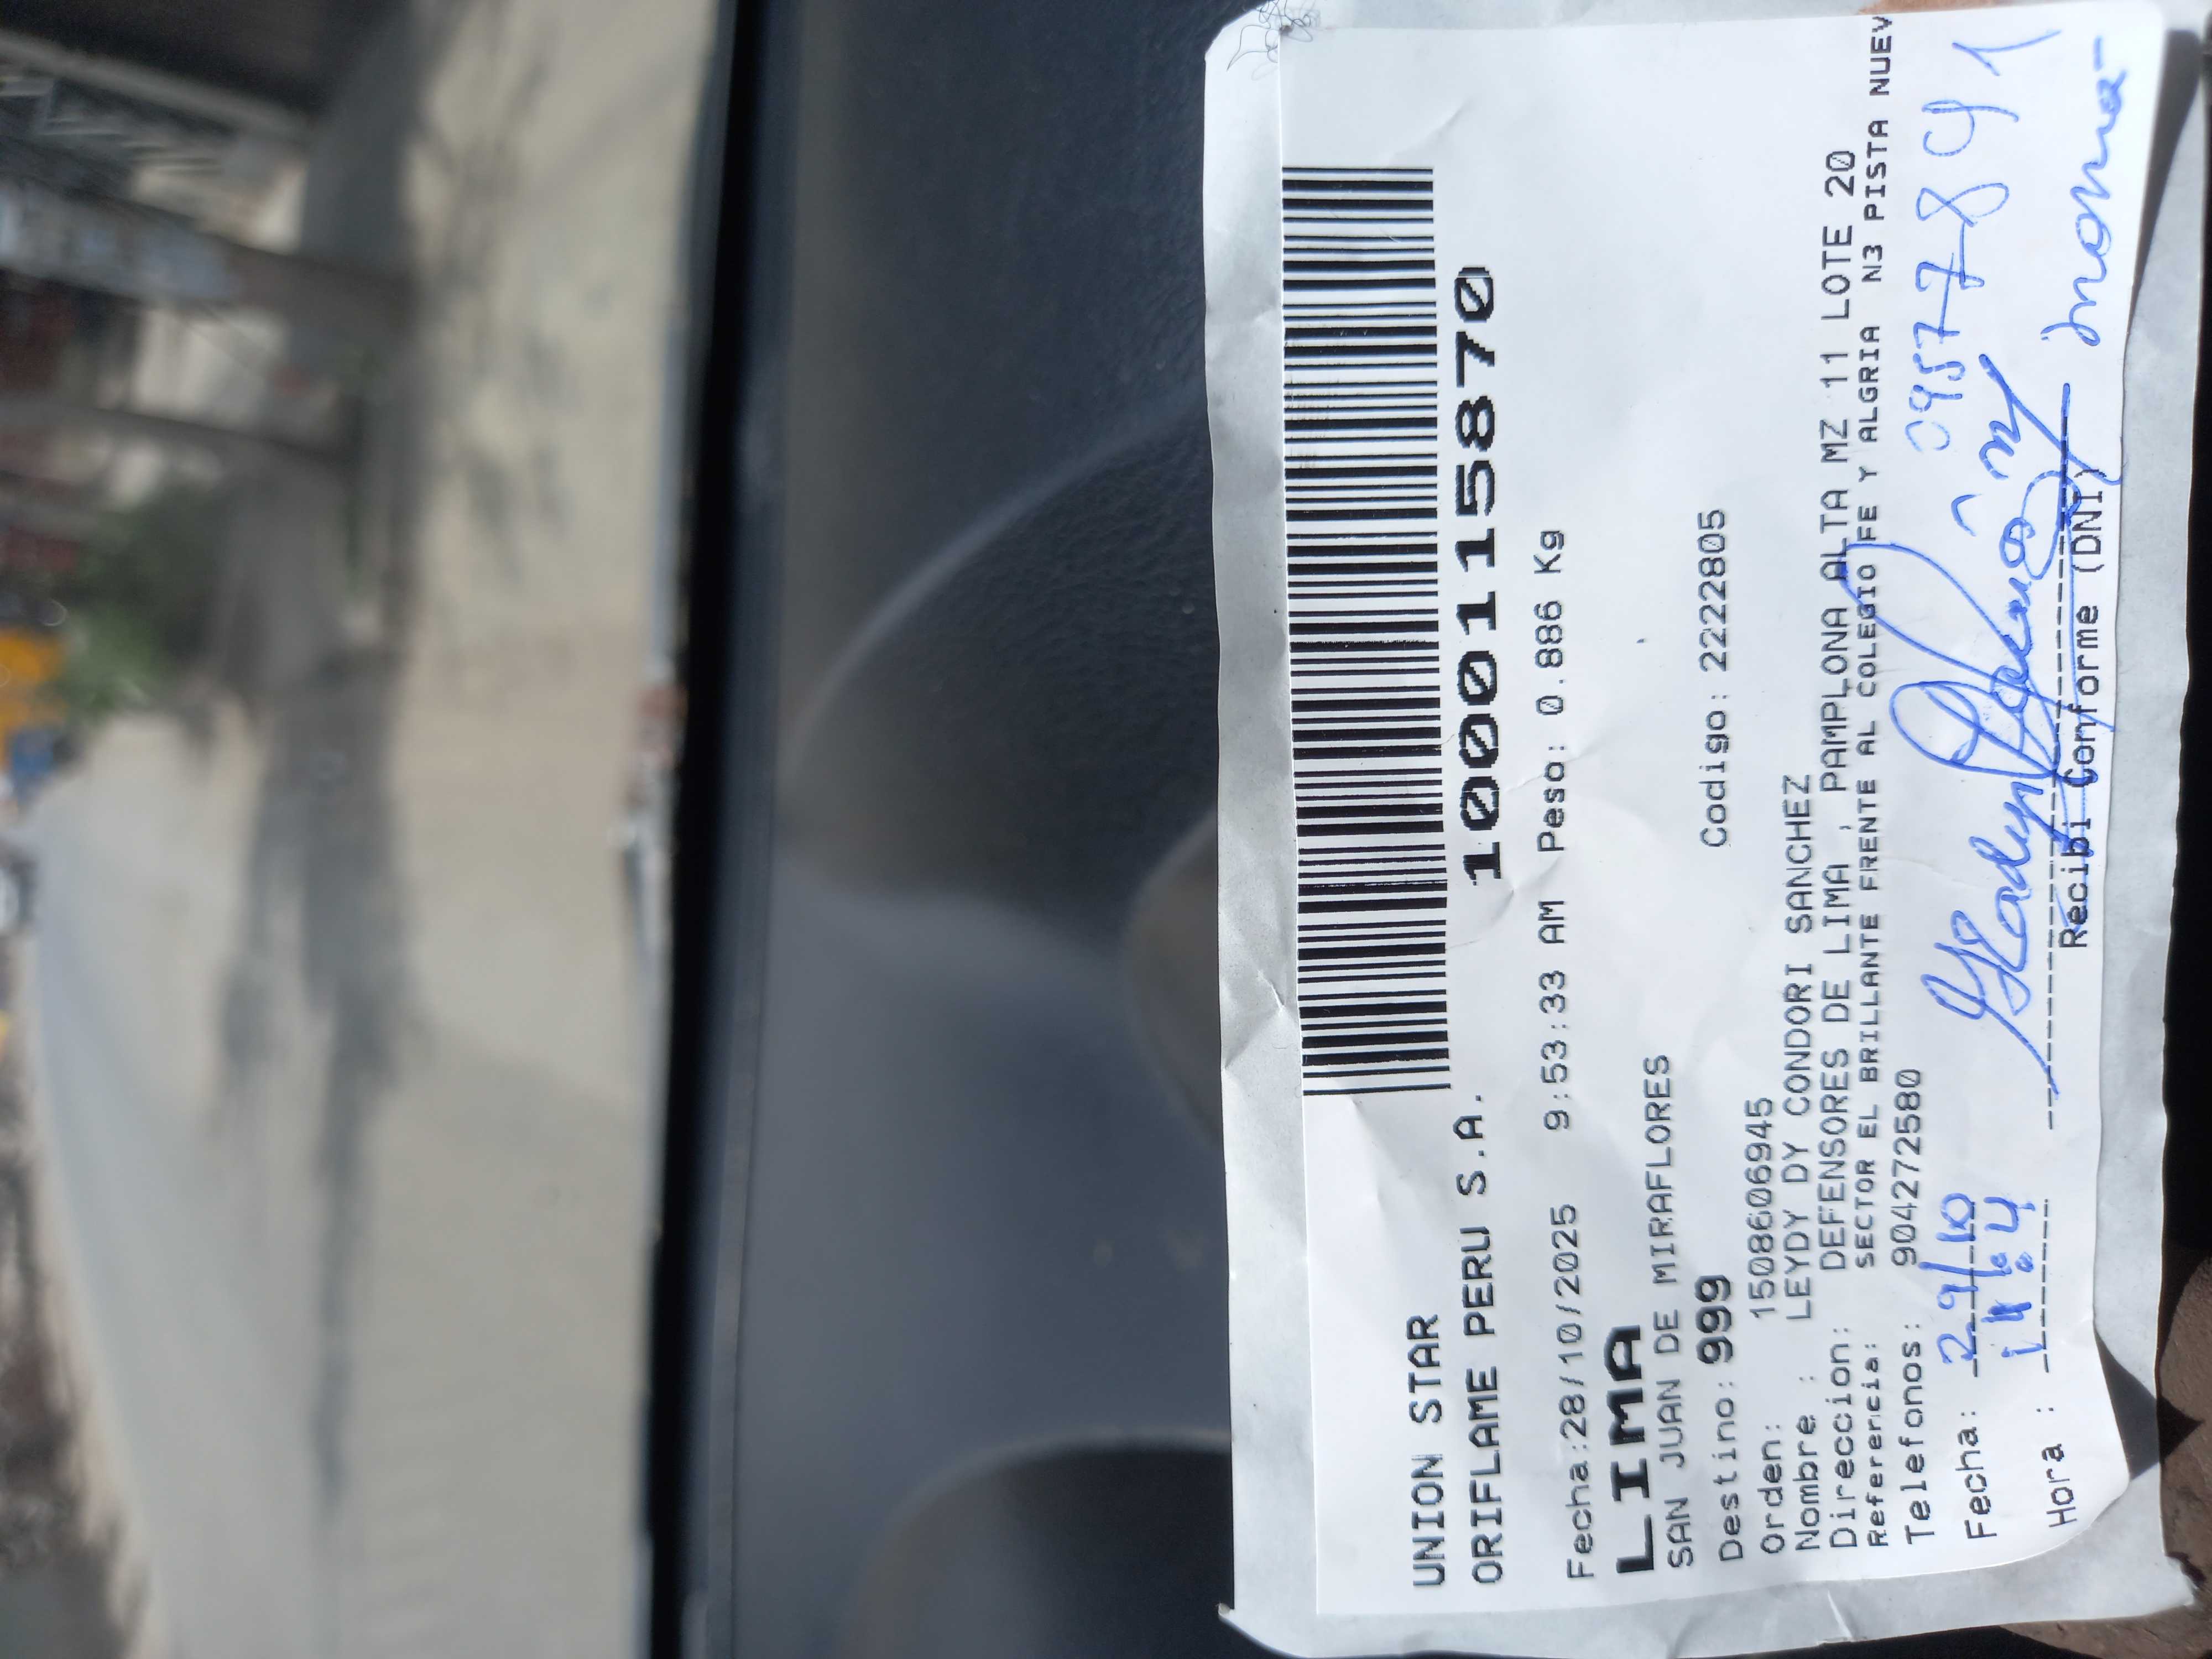 UNION STAR
ORIFLAME PERU S.A.
10001115870
Fecha:28/10/2025 9:53:33 AM Peso: 0.886 Kg
LIMA
SAN JUAN DE MIRAFLORES
Destino: 999 Codigo: 2222805
Orden: 1508606945
Nombre : LEYDY DY CONDORI SANCHEZ
Direccion: DEFENSORES DE LIMA , PAMPLONA ALTA MZ 11 LOTE 20
Referencia: SECTOR EL BRILLANTE FRENTE AL COLEGIO FE Y ALGRIA N3 PISTA NUEV
Telefonos: 904272580
Fecha: 29/10
Hora :
Recibi Conforme (DNI)